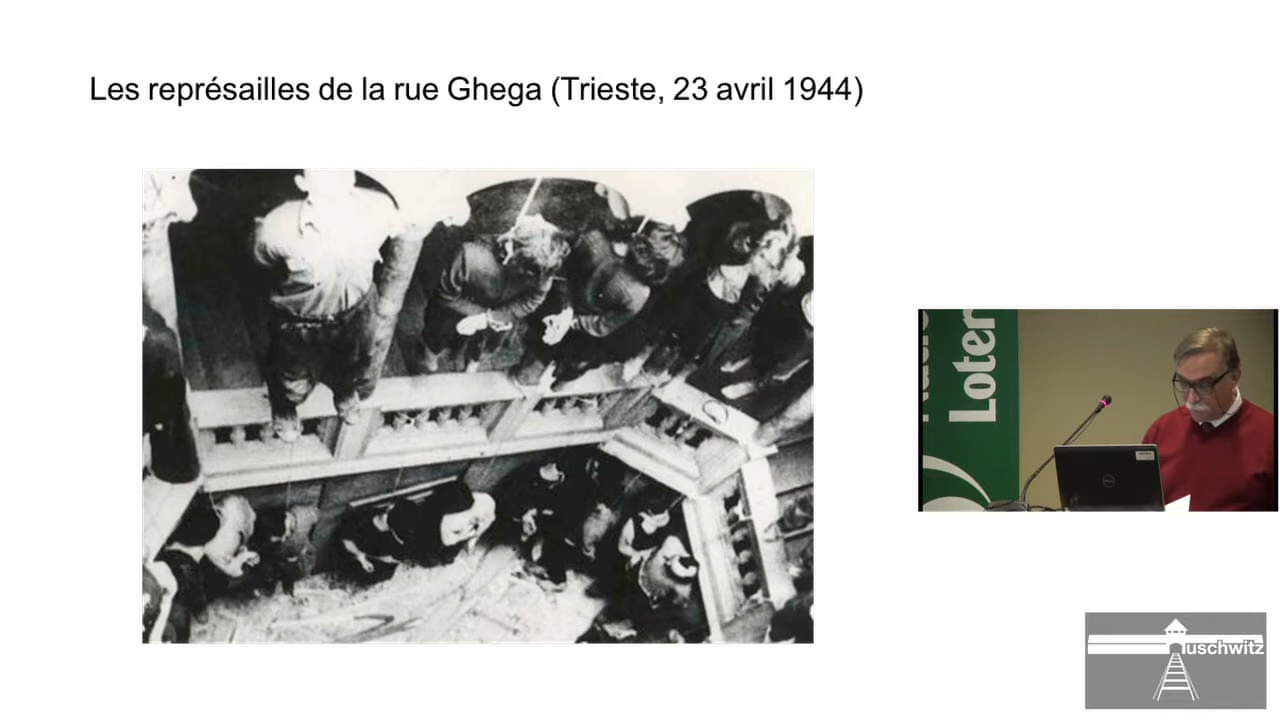 Les représailles de la rue Ghega (Trieste, 23 avril 1944)
Loter
uschwitz